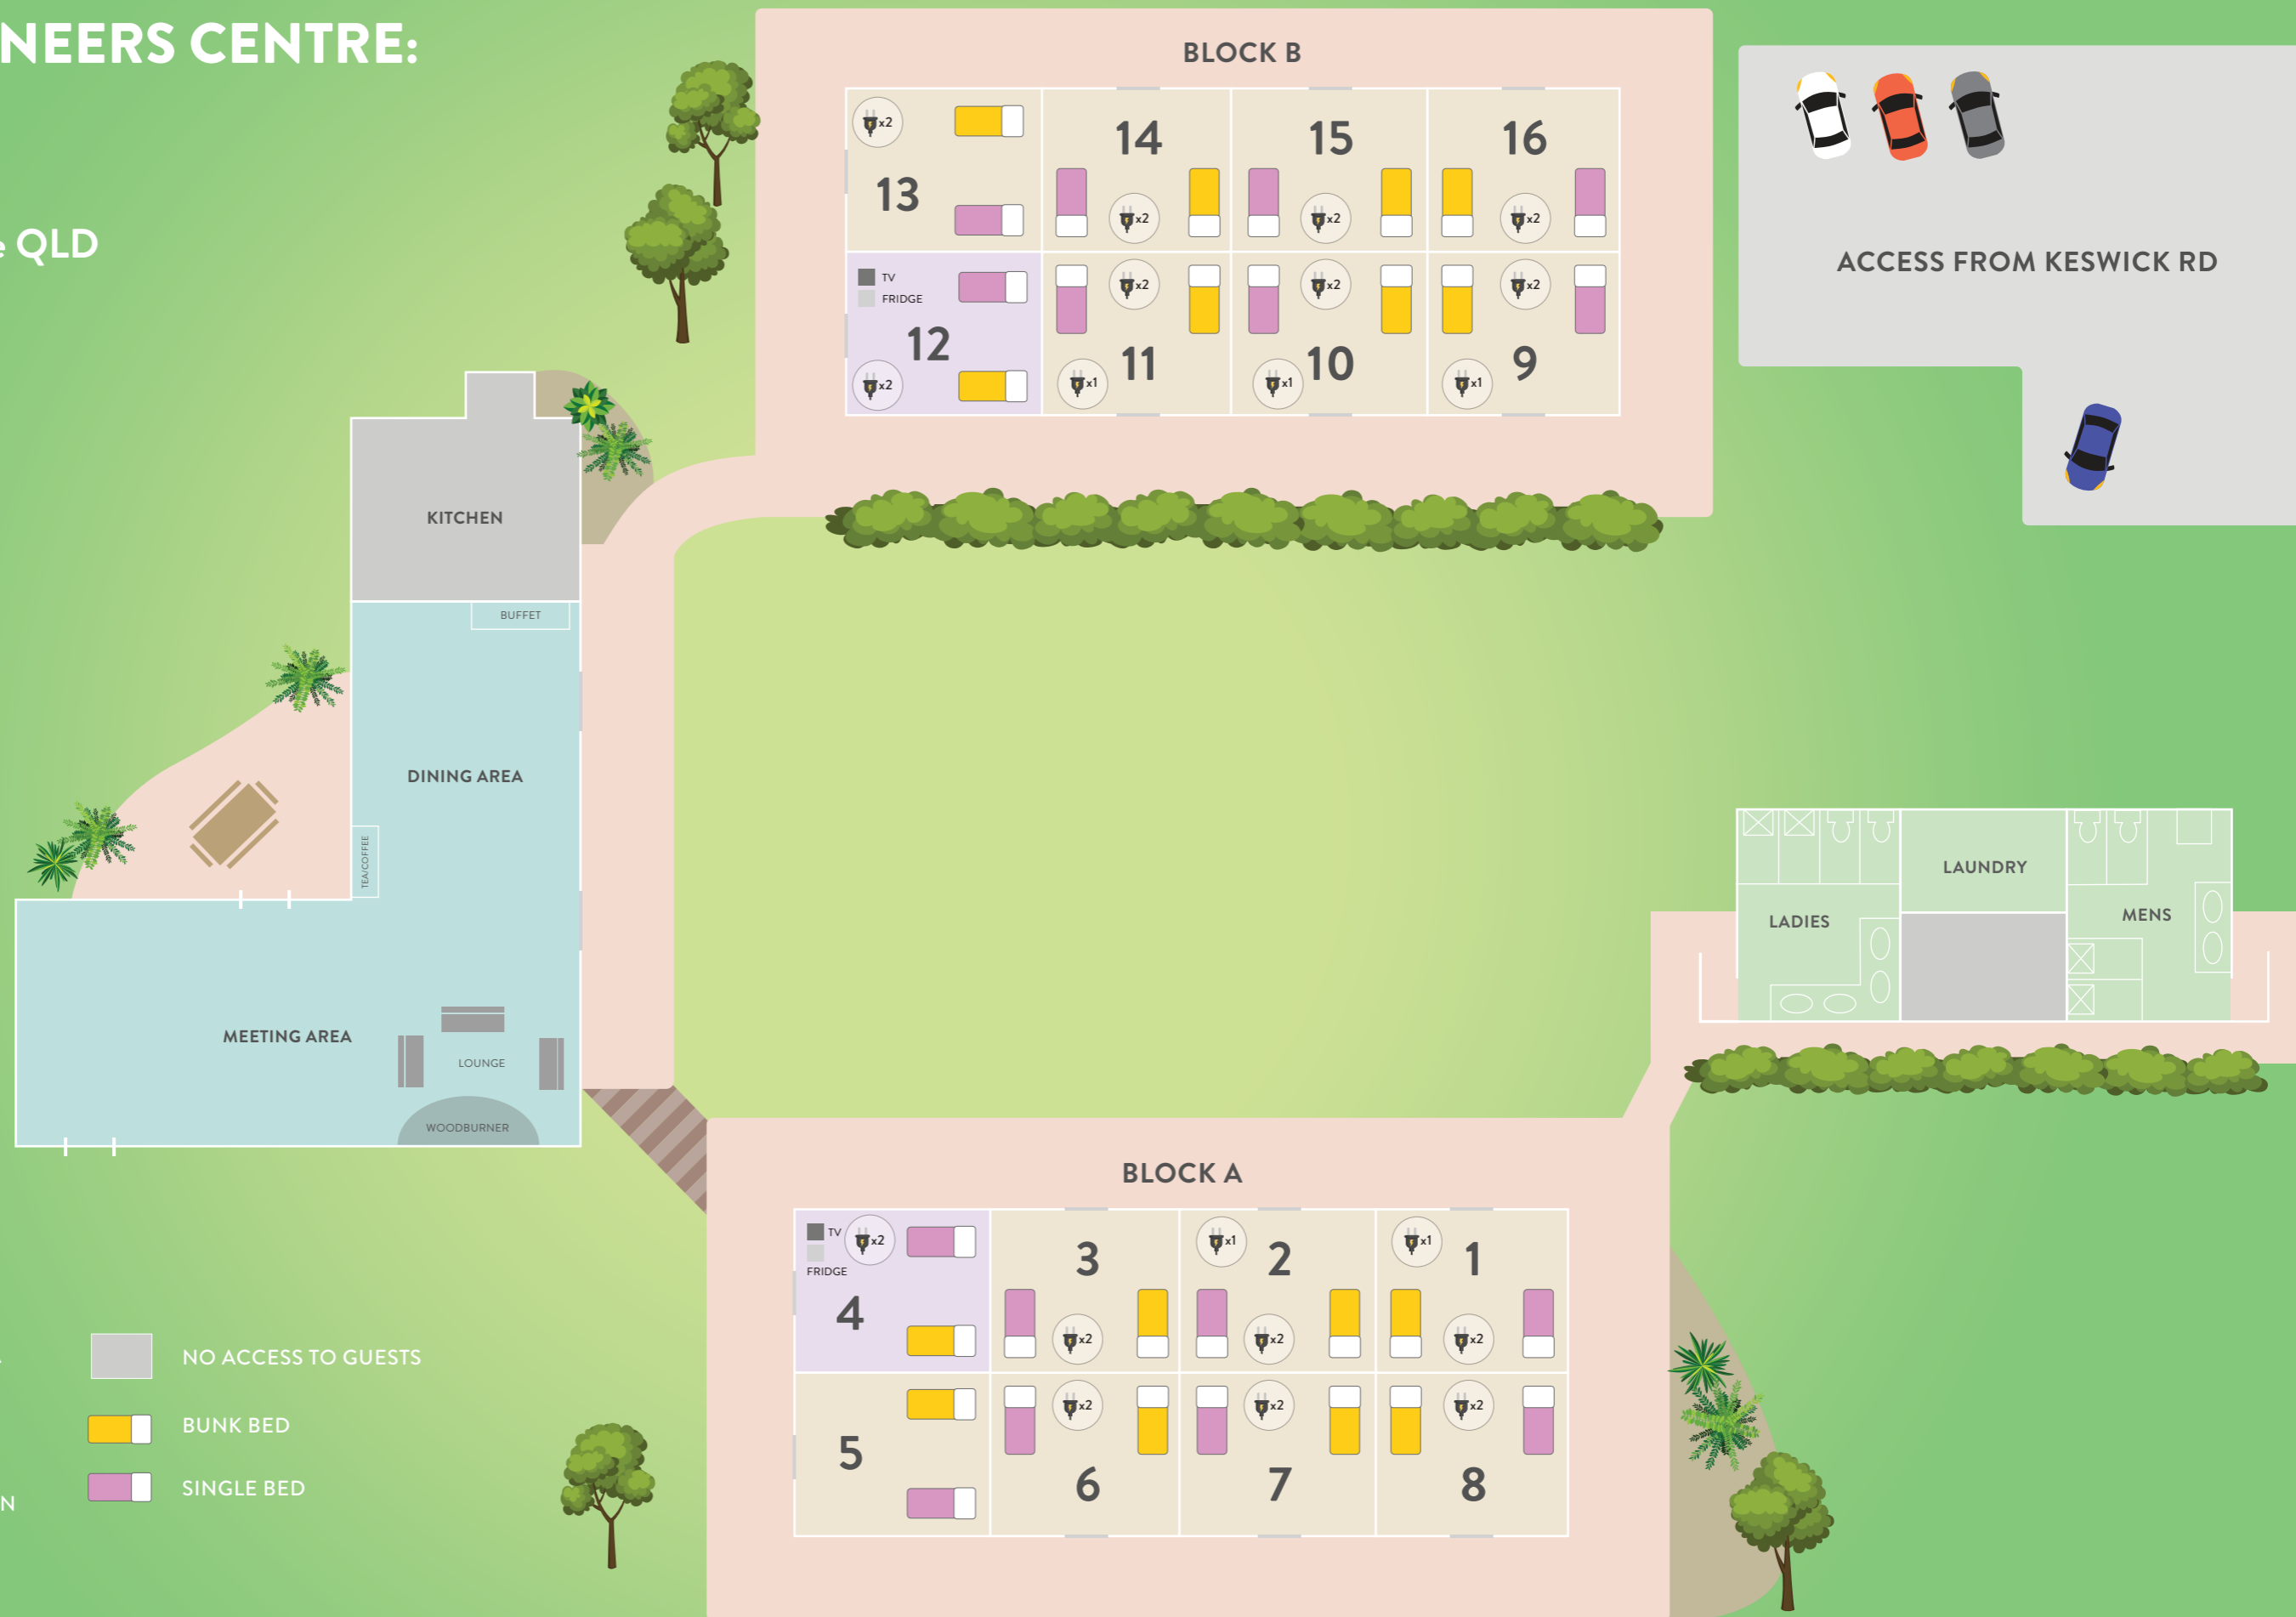 NEERS CENTRE:
e QLD
BLOCK B
x2
13
14
x2
15
x2
16
x2
TV
FRIDGE
12
x2
x2
11
x1
x2
10
x1
x2
9
x1
ACCESS FROM KESWICK RD
KITCHEN
BUFFET
DINING AREA
TEA/COFFEE
MEETING AREA
LOUNGE
WOODBURNER
LADIES
LAUNDRY
MENS
BLOCK A
TV
x2
FRIDGE
4
3
x2
x1
2
x2
x1
1
x2
5
x2
6
x2
7
x2
8
NO ACCESS TO GUESTS
BUNK BED
SINGLE BED
N